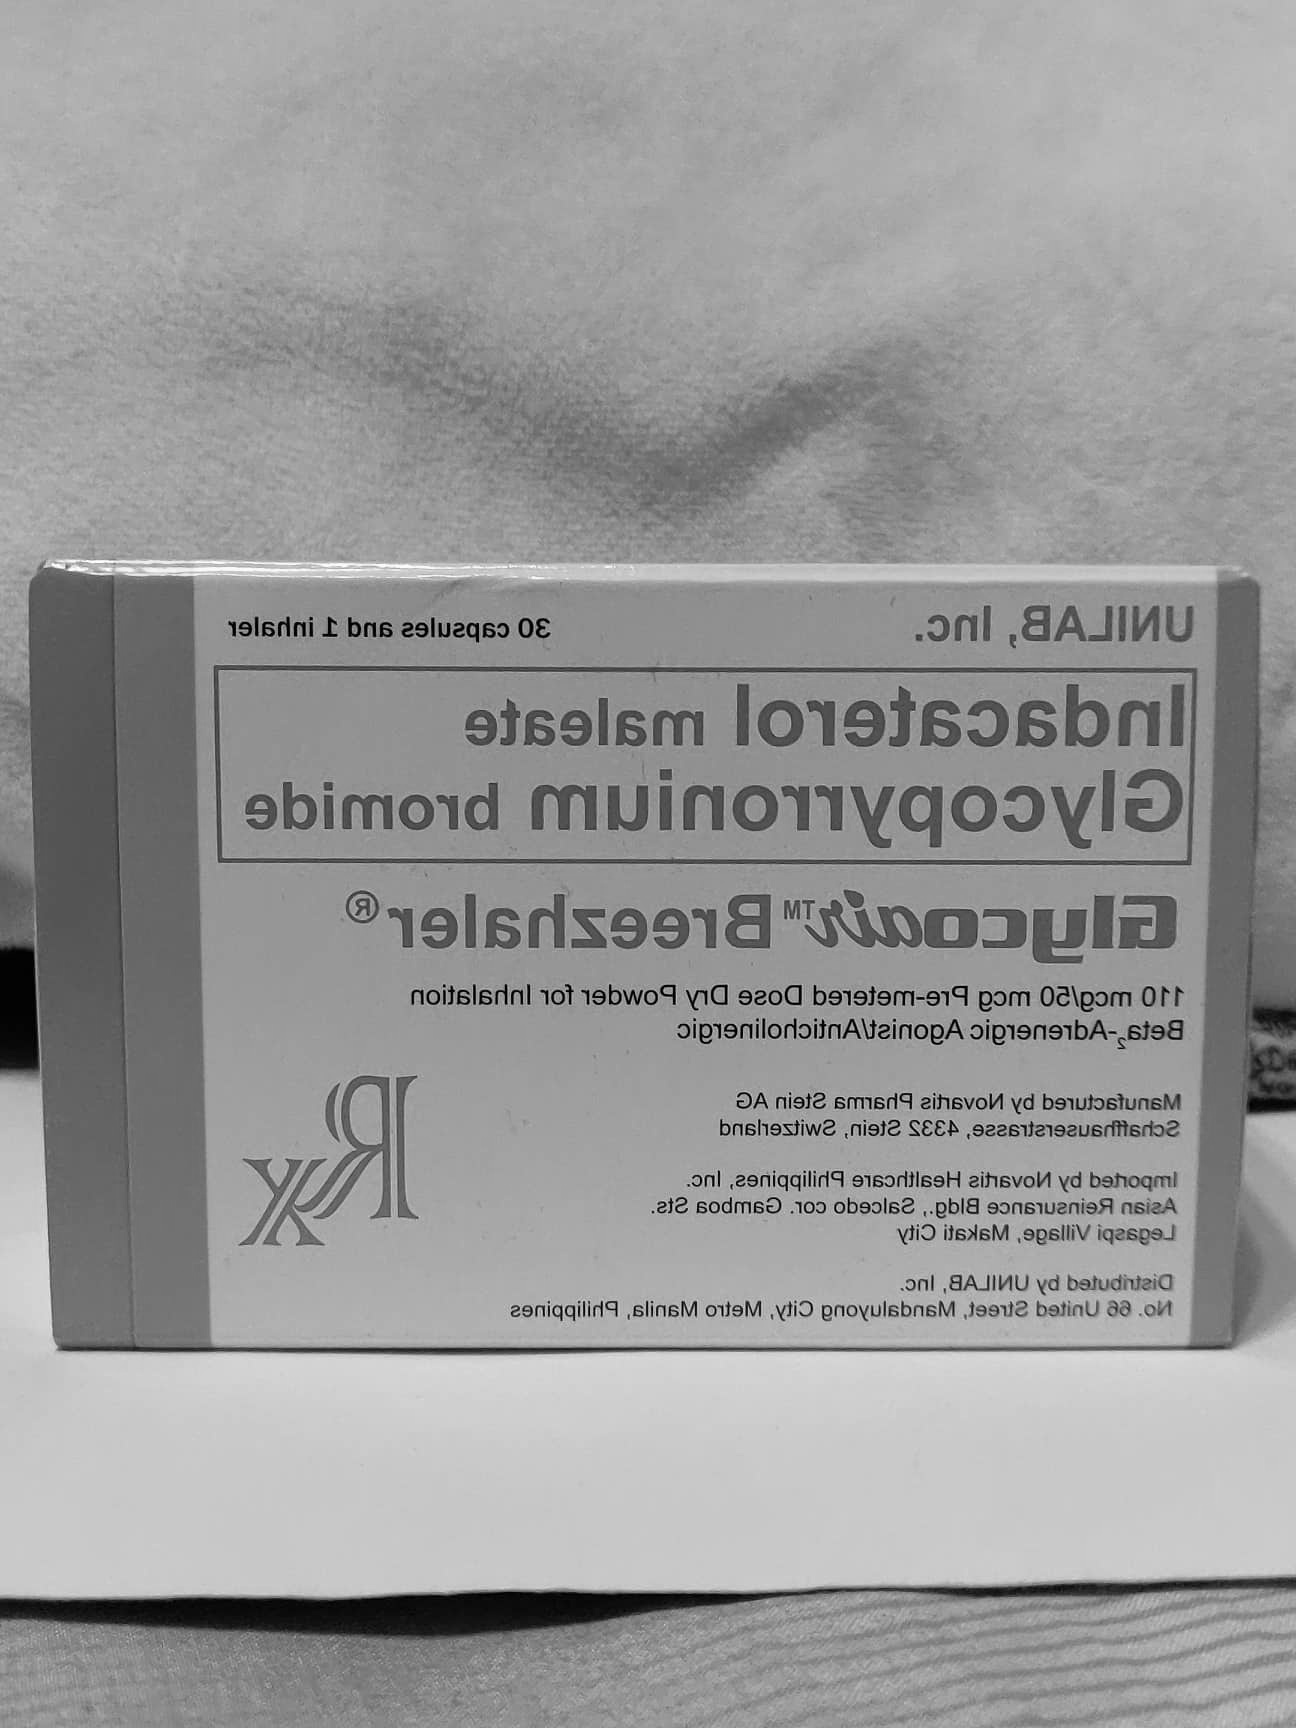 UNILAB, Inc.
30 capsules and 1 inhaler
Indacaterol maleate
Glycopyrronium bromide
Glycoair™ Breezhaler®
110 mcg/50 mcg Pre-metered Dose Dry Powder for Inhalation
Beta₂-Adrenergic Agonist/Anticholinergic
Rx
Manufactured by Novartis Pharma Stein AG
Schaffhauserstrasse, 4332 Stein, Switzerland
Imported by Novartis Healthcare Philippines, Inc.
Asian Reinsurance Bldg., Salcedo cor. Gamboa Sts.
Legaspi Village, Makati City
Distributed by UNILAB, Inc.
No. 66 United Street, Mandaluyong City, Metro Manila, Philippines